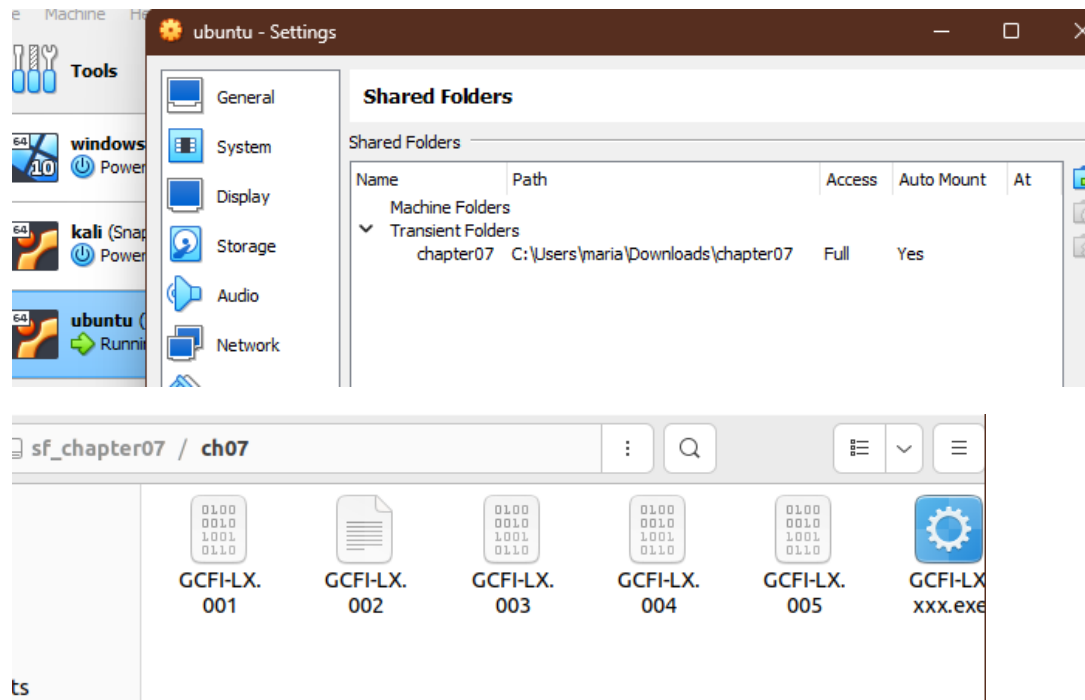 Machine
ubuntu - Settings
Tools
General
Shared Folders
windows
System
Shared Folders
10
Power
Name Path Access Auto Mount At
Display
Machine Folders
Transient Folders
kali (Snap
Power
Storage
chapter07 C:\Users\maria\Downloads\chapter07 Full Yes
Audio
ubuntu (
Runni
Network
sf_chapter07 / ch07
GCFI-LX.
001
GCFI-LX.
002
GCFI-LX.
003
GCFI-LX.
004
GCFI-LX.
005
GCFI-LX
xxx.exe
ts